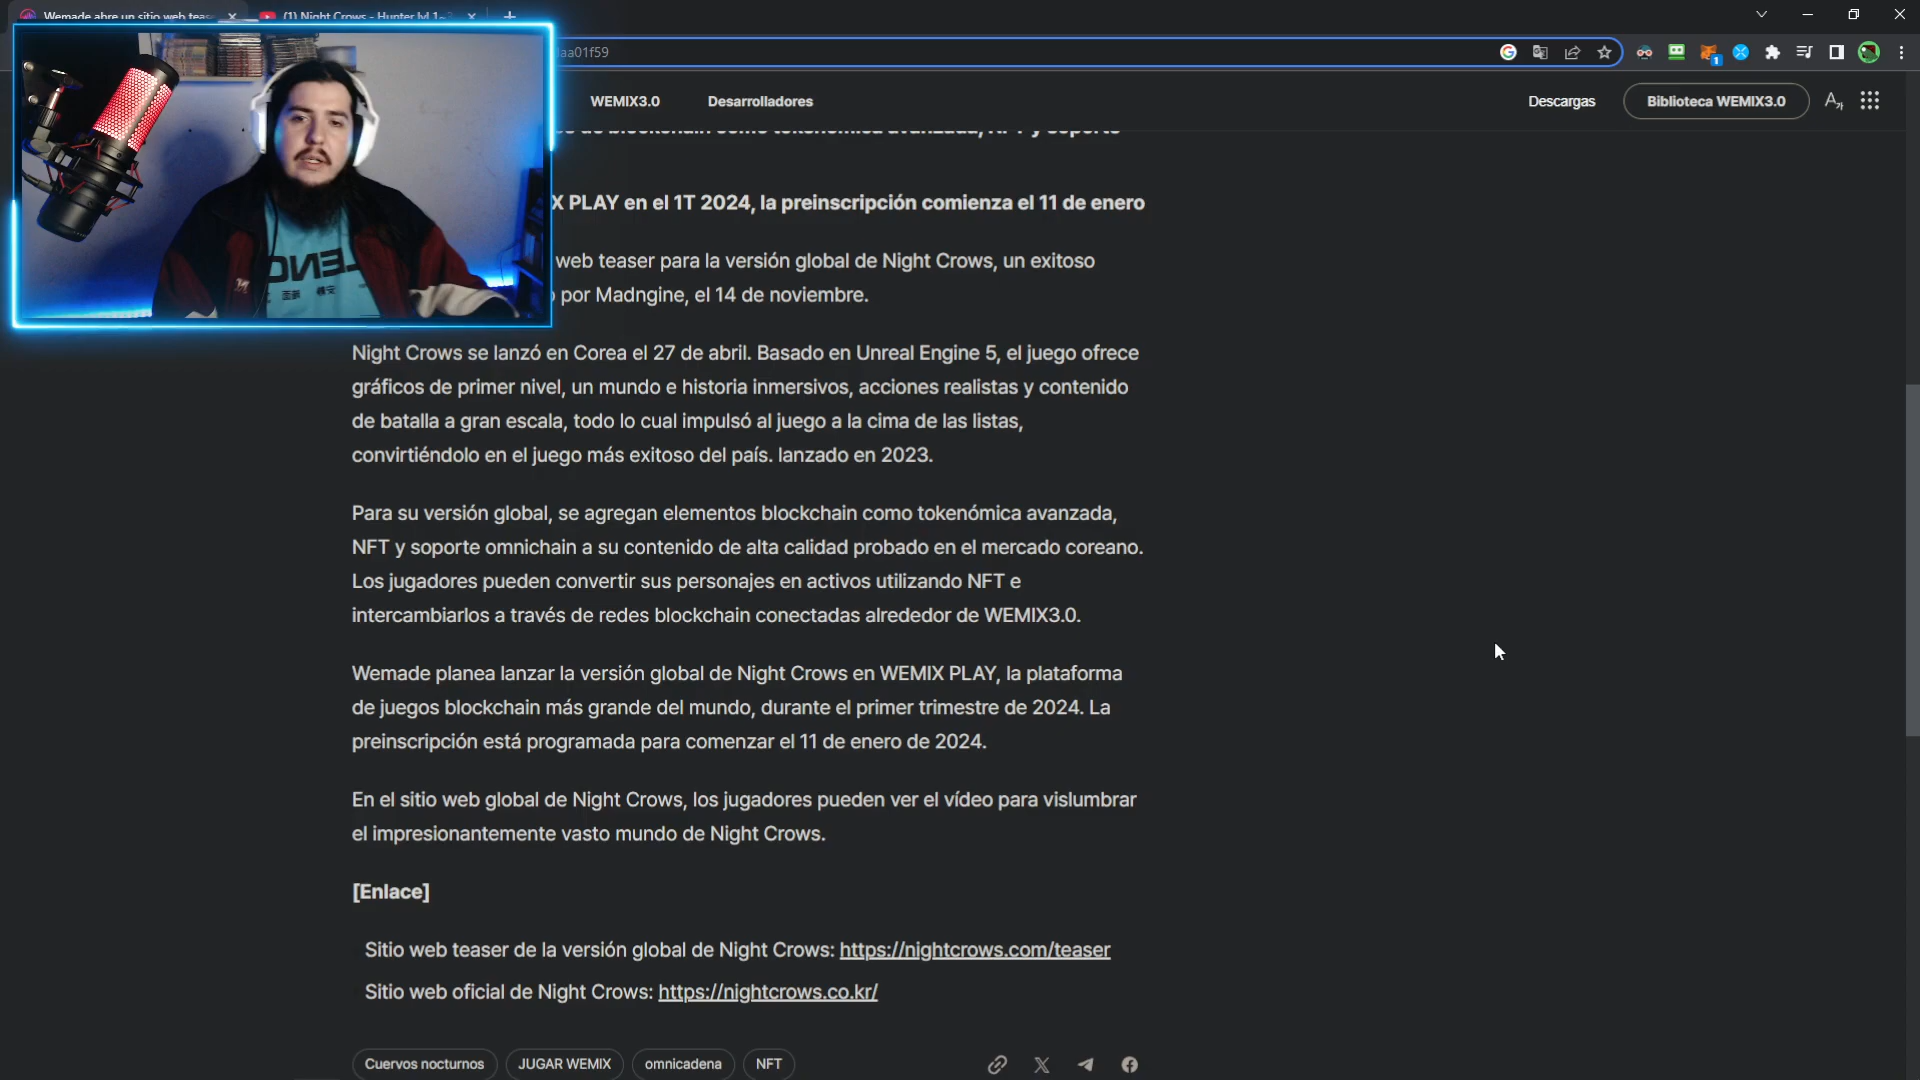 Wemade abre un sitio web teas
(1) Night Crows - Hunter lvl 1~
aa01f59
WEMIX3.0
Desarrolladores
Descargas
Biblioteca WEMIX3.0
de blockchain como tokenómica avanzada, NFT y soporte
X PLAY en el 1T 2024, la preinscripción comienza el 11 de enero
web teaser para la versión global de Night Crows, un exitoso
por Madngine, el 14 de noviembre.
Night Crows se lanzó en Corea el 27 de abril. Basado en Unreal Engine 5, el juego ofrece
gráficos de primer nivel, un mundo e historia inmersivos, acciones realistas y contenido
de batalla a gran escala, todo lo cual impulsó al juego a la cima de las listas,
convirtiéndolo en el juego más exitoso del país. lanzado en 2023.
Para su versión global, se agregan elementos blockchain como tokenómica avanzada,
NFT y soporte omnichain a su contenido de alta calidad probado en el mercado coreano.
Los jugadores pueden convertir sus personajes en activos utilizando NFT e
intercambiarlos a través de redes blockchain conectadas alrededor de WEMIX3.0.
Wemade planea lanzar la versión global de Night Crows en WEMIX PLAY, la plataforma
de juegos blockchain más grande del mundo, durante el primer trimestre de 2024. La
preinscripción está programada para comenzar el 11 de enero de 2024.
En el sitio web global de Night Crows, los jugadores pueden ver el vídeo para vislumbrar
el impresionantemente vasto mundo de Night Crows.
[Enlace]
Sitio web teaser de la versión global de Night Crows: https://nightcrows.com/teaser
Sitio web oficial de Night Crows: https://nightcrows.co.kr/
Cuervos nocturnos
JUGAR WEMIX
omnicadena
NFT